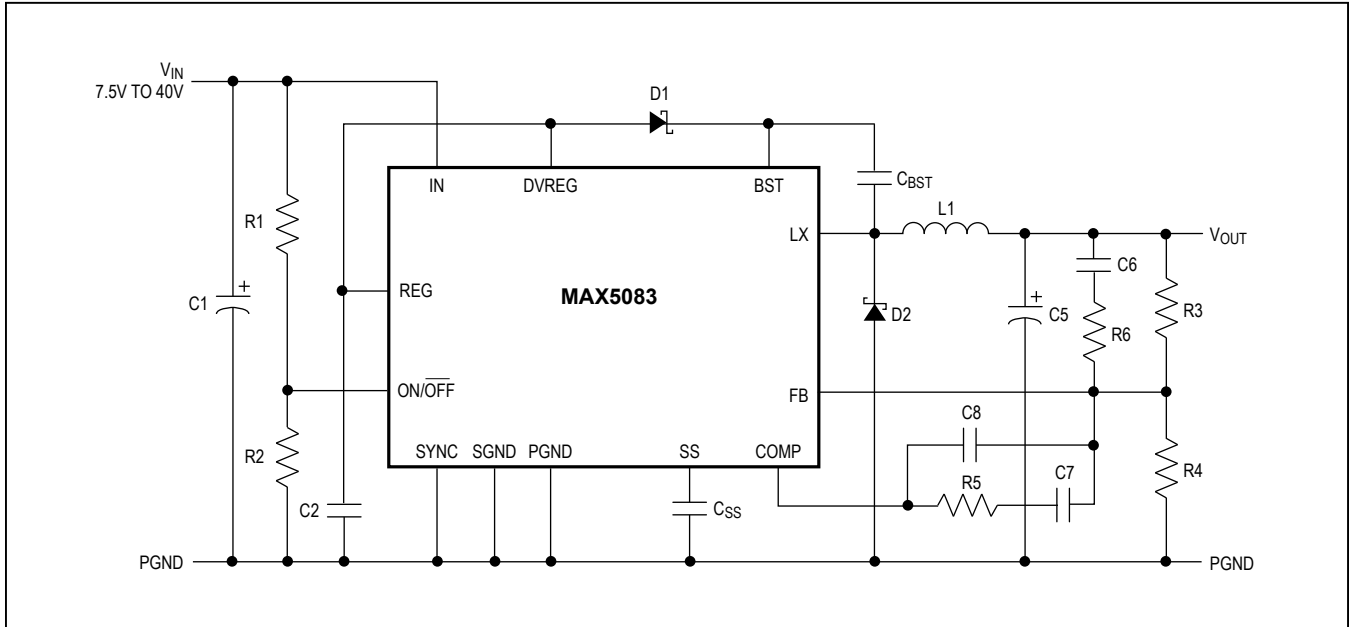 VIN
7.5V TO 40V
D1
IN
DVREG
BST
CBST
R1
LX
L1
VOUT
C6
C1
+
REG
MAX5083
D2
+
C5
R6
R3
ON/OFF
FB
R2
SYNC
SGND
PGND
SS
COMP
C8
R5
C7
R4
C2
CSS
PGND
PGND